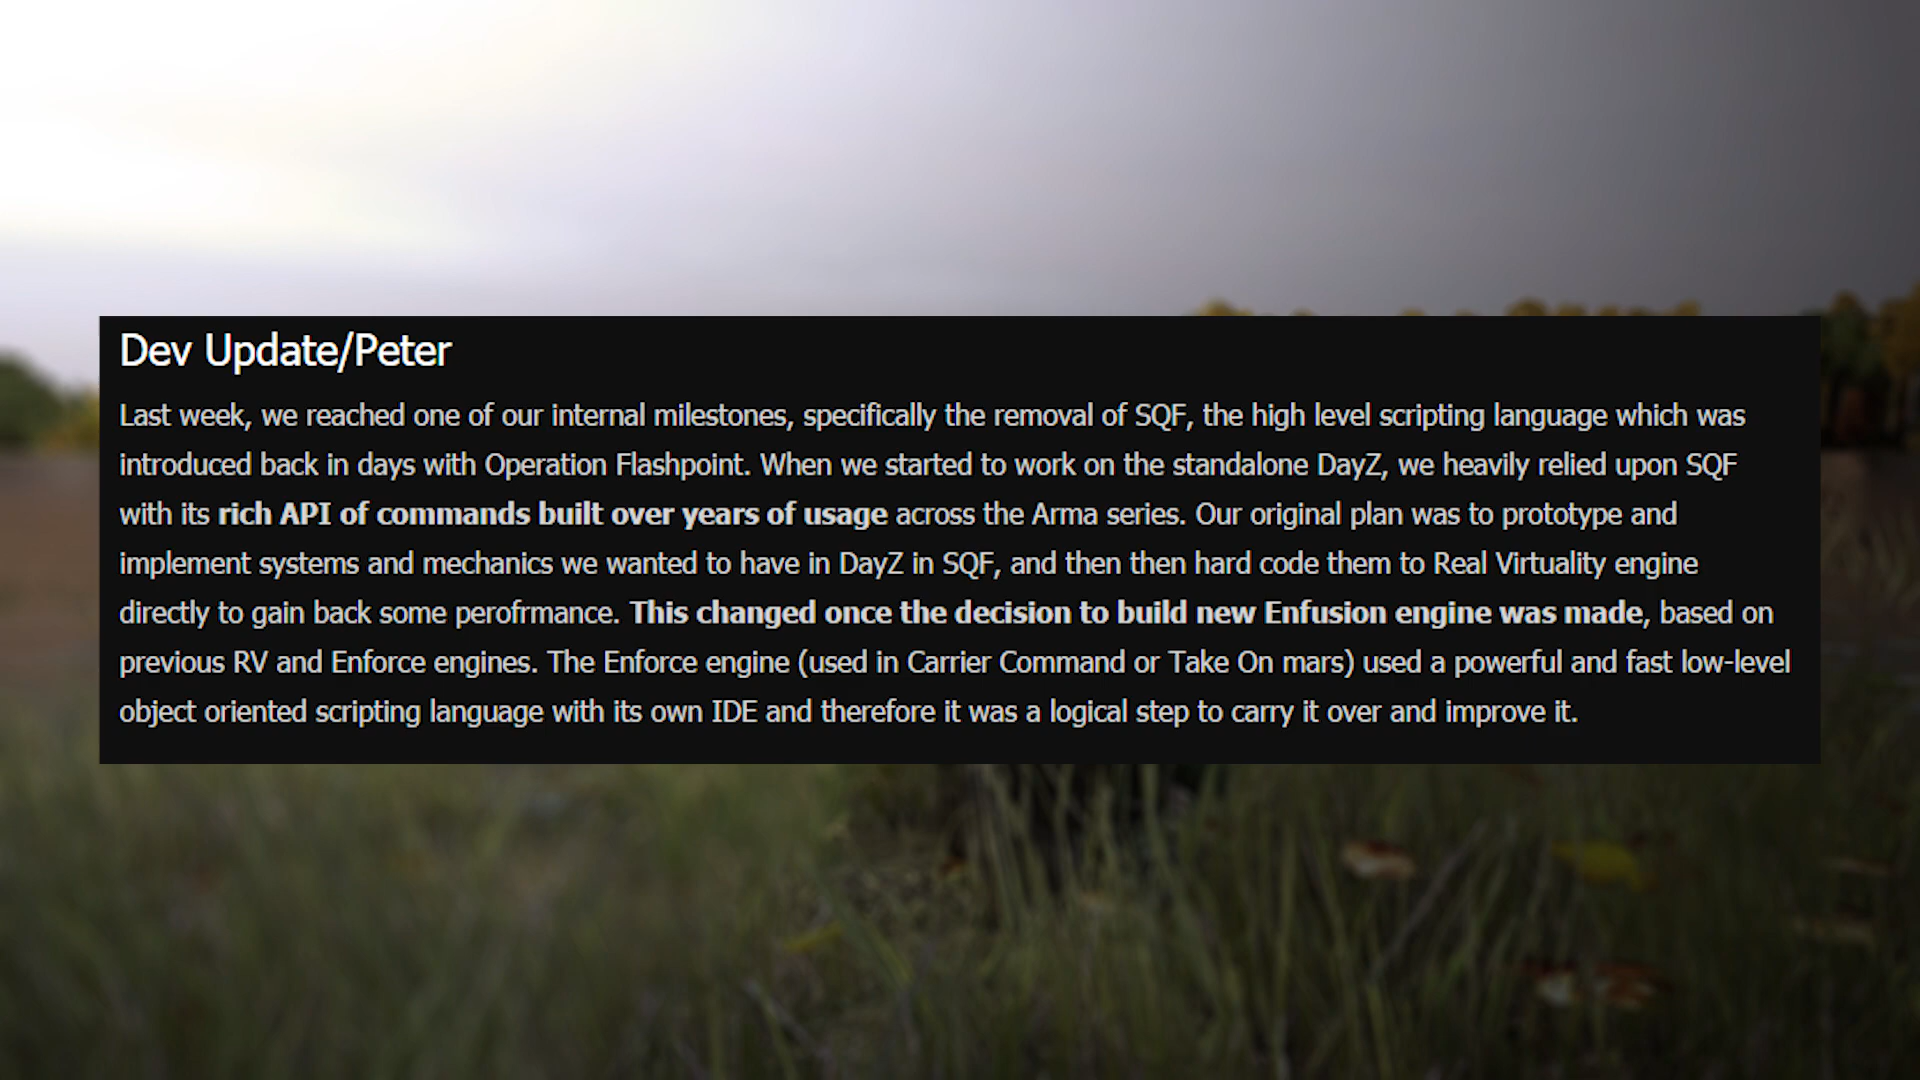 Dev Update/Peter
Last week, we reached one of our internal milestones, specifically the removal of SQF, the high level scripting language which was
introduced back in days with Operation Flashpoint. When we started to work on the standalone DayZ, we heavily relied upon SQF
with its rich API of commands built over years of usage across the Arma series. Our original plan was to prototype and
implement systems and mechanics we wanted to have in DayZ in SQF, and then then hard code them to Real Virtuality engine
directly to gain back some perofrmance. This changed once the decision to build new Enfusion engine was made, based on
previous RV and Enforce engines. The Enforce engine (used in Carrier Command or Take On mars) used a powerful and fast low-level
object oriented scripting language with its own IDE and therefore it was a logical step to carry it over and improve it.